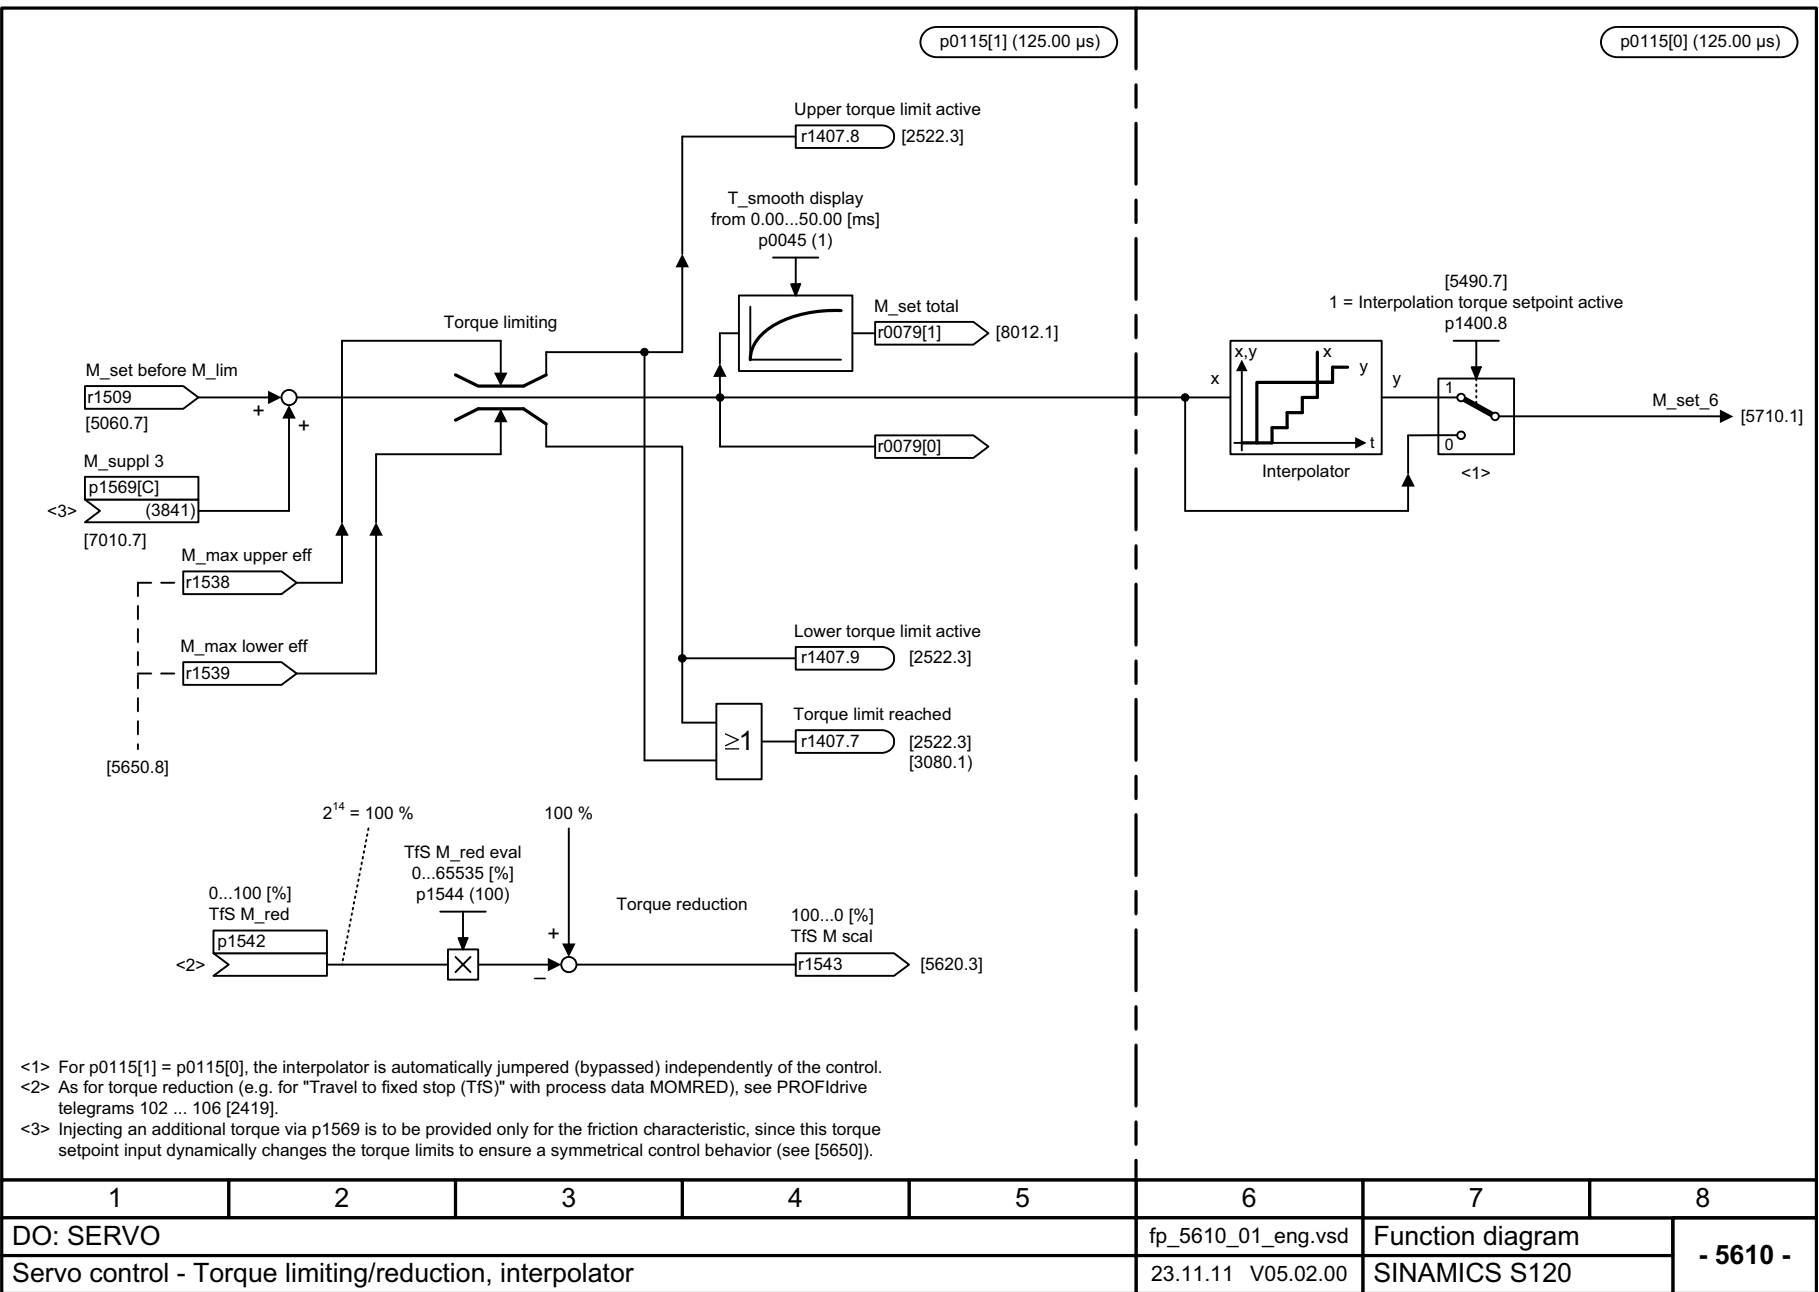 p0115[1] (125.00 µs)
p0115[0] (125.00 µs)
Upper torque limit active
r1407.8
[2522.3]
T_smooth display
from 0.00...50.00 [ms]
p0045 (1)
M_set total
r0079[1]
[8012.1]
Torque limiting
M_set before M_lim
r1509
[5060.7]
+
+
M_suppl 3
p1569[C]
<3>
(3841)
[7010.7]
r0079[0]
M_max upper eff
r1538
M_max lower eff
r1539
[5650.8]
Lower torque limit active
r1407.9
[2522.3]
Torque limit reached
≥1
r1407.7
[2522.3]
[3080.1)
[5490.7]
1 = Interpolation torque setpoint active
p1400.8
x
x,y
x
y
t
Interpolator
y
1
0
<1>
M_set_6
[5710.1]
2^14 = 100 %
100 %
TfS M_red eval
0...65535 [%]
p1544 (100)
0...100 [%]
TfS M_red
p1542
<2>
+
–
Torque reduction
100...0 [%]
TfS M scal
r1543
[5620.3]
<1> For p0115[1] = p0115[0], the interpolator is automatically jumpered (bypassed) independently of the control.
<2> As for torque reduction (e.g. for "Travel to fixed stop (TfS)" with process data MOMRED), see PROFIdrive
telegrams 102 ... 106 [2419].
<3> Injecting an additional torque via p1569 is to be provided only for the friction characteristic, since this torque
setpoint input dynamically changes the torque limits to ensure a symmetrical control behavior (see [5650]).
1 2 3 4 5 6 7 8
DO: SERVO
fp_5610_01_eng.vsd
Function diagram
- 5610 -
Servo control - Torque limiting/reduction, interpolator
23.11.11 V05.02.00
SINAMICS S120